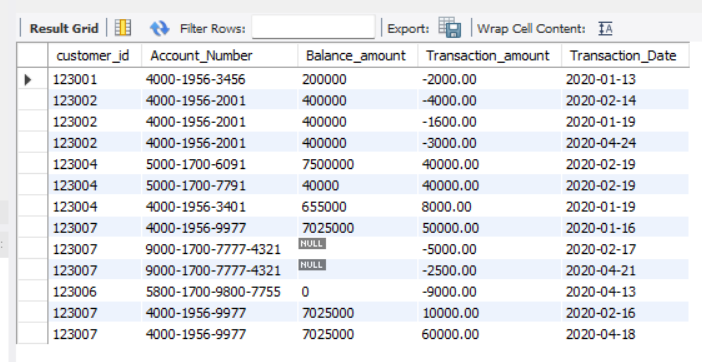 Result Grid Filter Rows: Export: Wrap Cell Content: IA
customer_id Account_Number Balance_amount Transaction_amount Transaction_Date
123001 4000-1956-3456 200000 -2000.00 2020-01-13
123002 4000-1956-2001 400000 -4000.00 2020-02-14
123002 4000-1956-2001 400000 -1600.00 2020-01-19
123002 4000-1956-2001 400000 -3000.00 2020-04-24
123004 5000-1700-6091 7500000 40000.00 2020-02-19
123004 5000-1700-7791 40000 40000.00 2020-02-19
123004 4000-1956-3401 655000 8000.00 2020-01-19
123007 4000-1956-9977 7025000 50000.00 2020-01-16
123007 9000-1700-7777-4321 NULL -5000.00 2020-02-17
123007 9000-1700-7777-4321 NULL -2500.00 2020-04-21
123006 5800-1700-9800-7755 0 -9000.00 2020-04-13
123007 4000-1956-9977 7025000 10000.00 2020-02-16
123007 4000-1956-9977 7025000 60000.00 2020-04-18